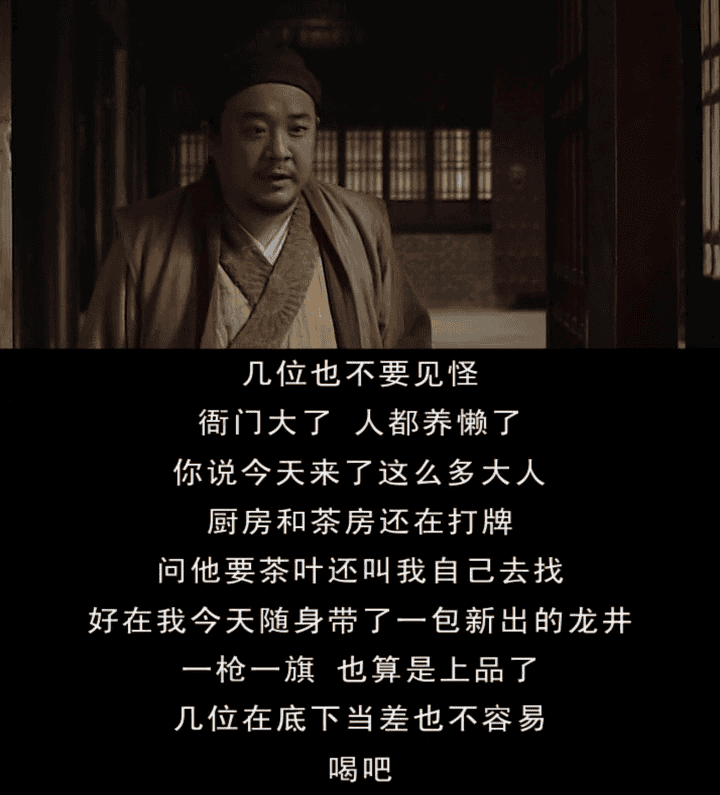 几位也不要见怪
衙门大了 人都养懒了
你说今天来了这么多大人
厨房和茶房还在打牌
问他要茶叶还叫我自己去找
好在我今天随身带了一包新出的龙井
一枪一旗 也算是上品了
几位在底下当差也不容易
喝吧